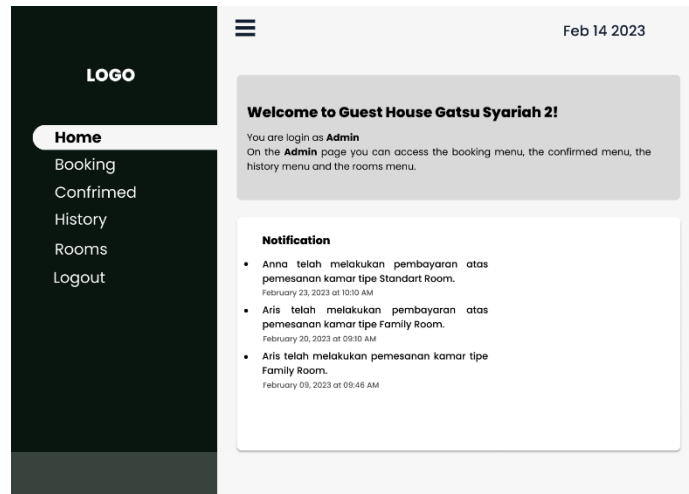 Feb 14 2023
LOGO
Home
Booking
Confrimed
History
Rooms
Logout
Welcome to Guest House Gatsu Syariah 2!
You are login as Admin
On the Admin page you can access the booking menu, the confirmed menu, the
history menu and the rooms menu.
Notification
• Anna telah melakukan pembayaran atas
pemesanan kamar tipe Standart Room.
February 23, 2023 at 10:10 AM
• Aris telah melakukan pembayaran atas
pemesanan kamar tipe Family Room.
February 20, 2023 at 09:10 AM
• Aris telah melakukan pemesanan kamar tipe
Family Room.
February 09, 2023 at 09:46 AM